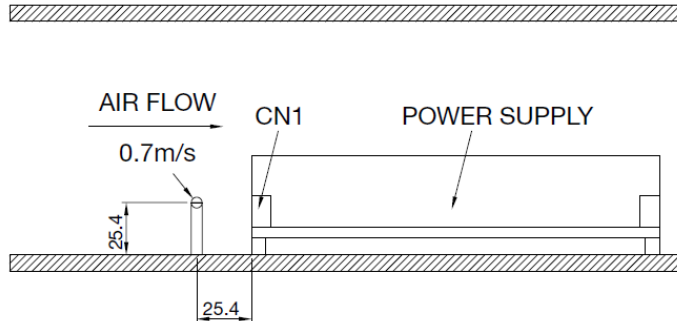 AIR FLOW
CN1
POWER SUPPLY
0.7m/s
25.4
25.4